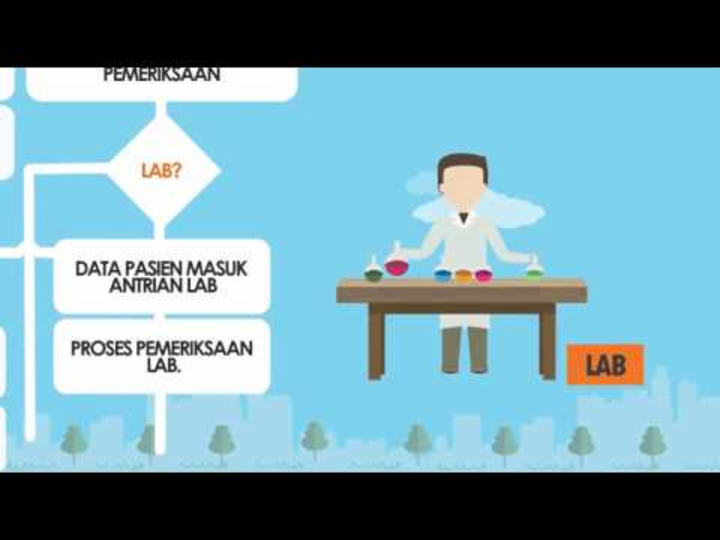 PEMERIKSAAN
LAB?
DATA PASIEN MASUK
ANTRIAN LAB
PROSES PEMERIKSAAN
LAB.
LAB